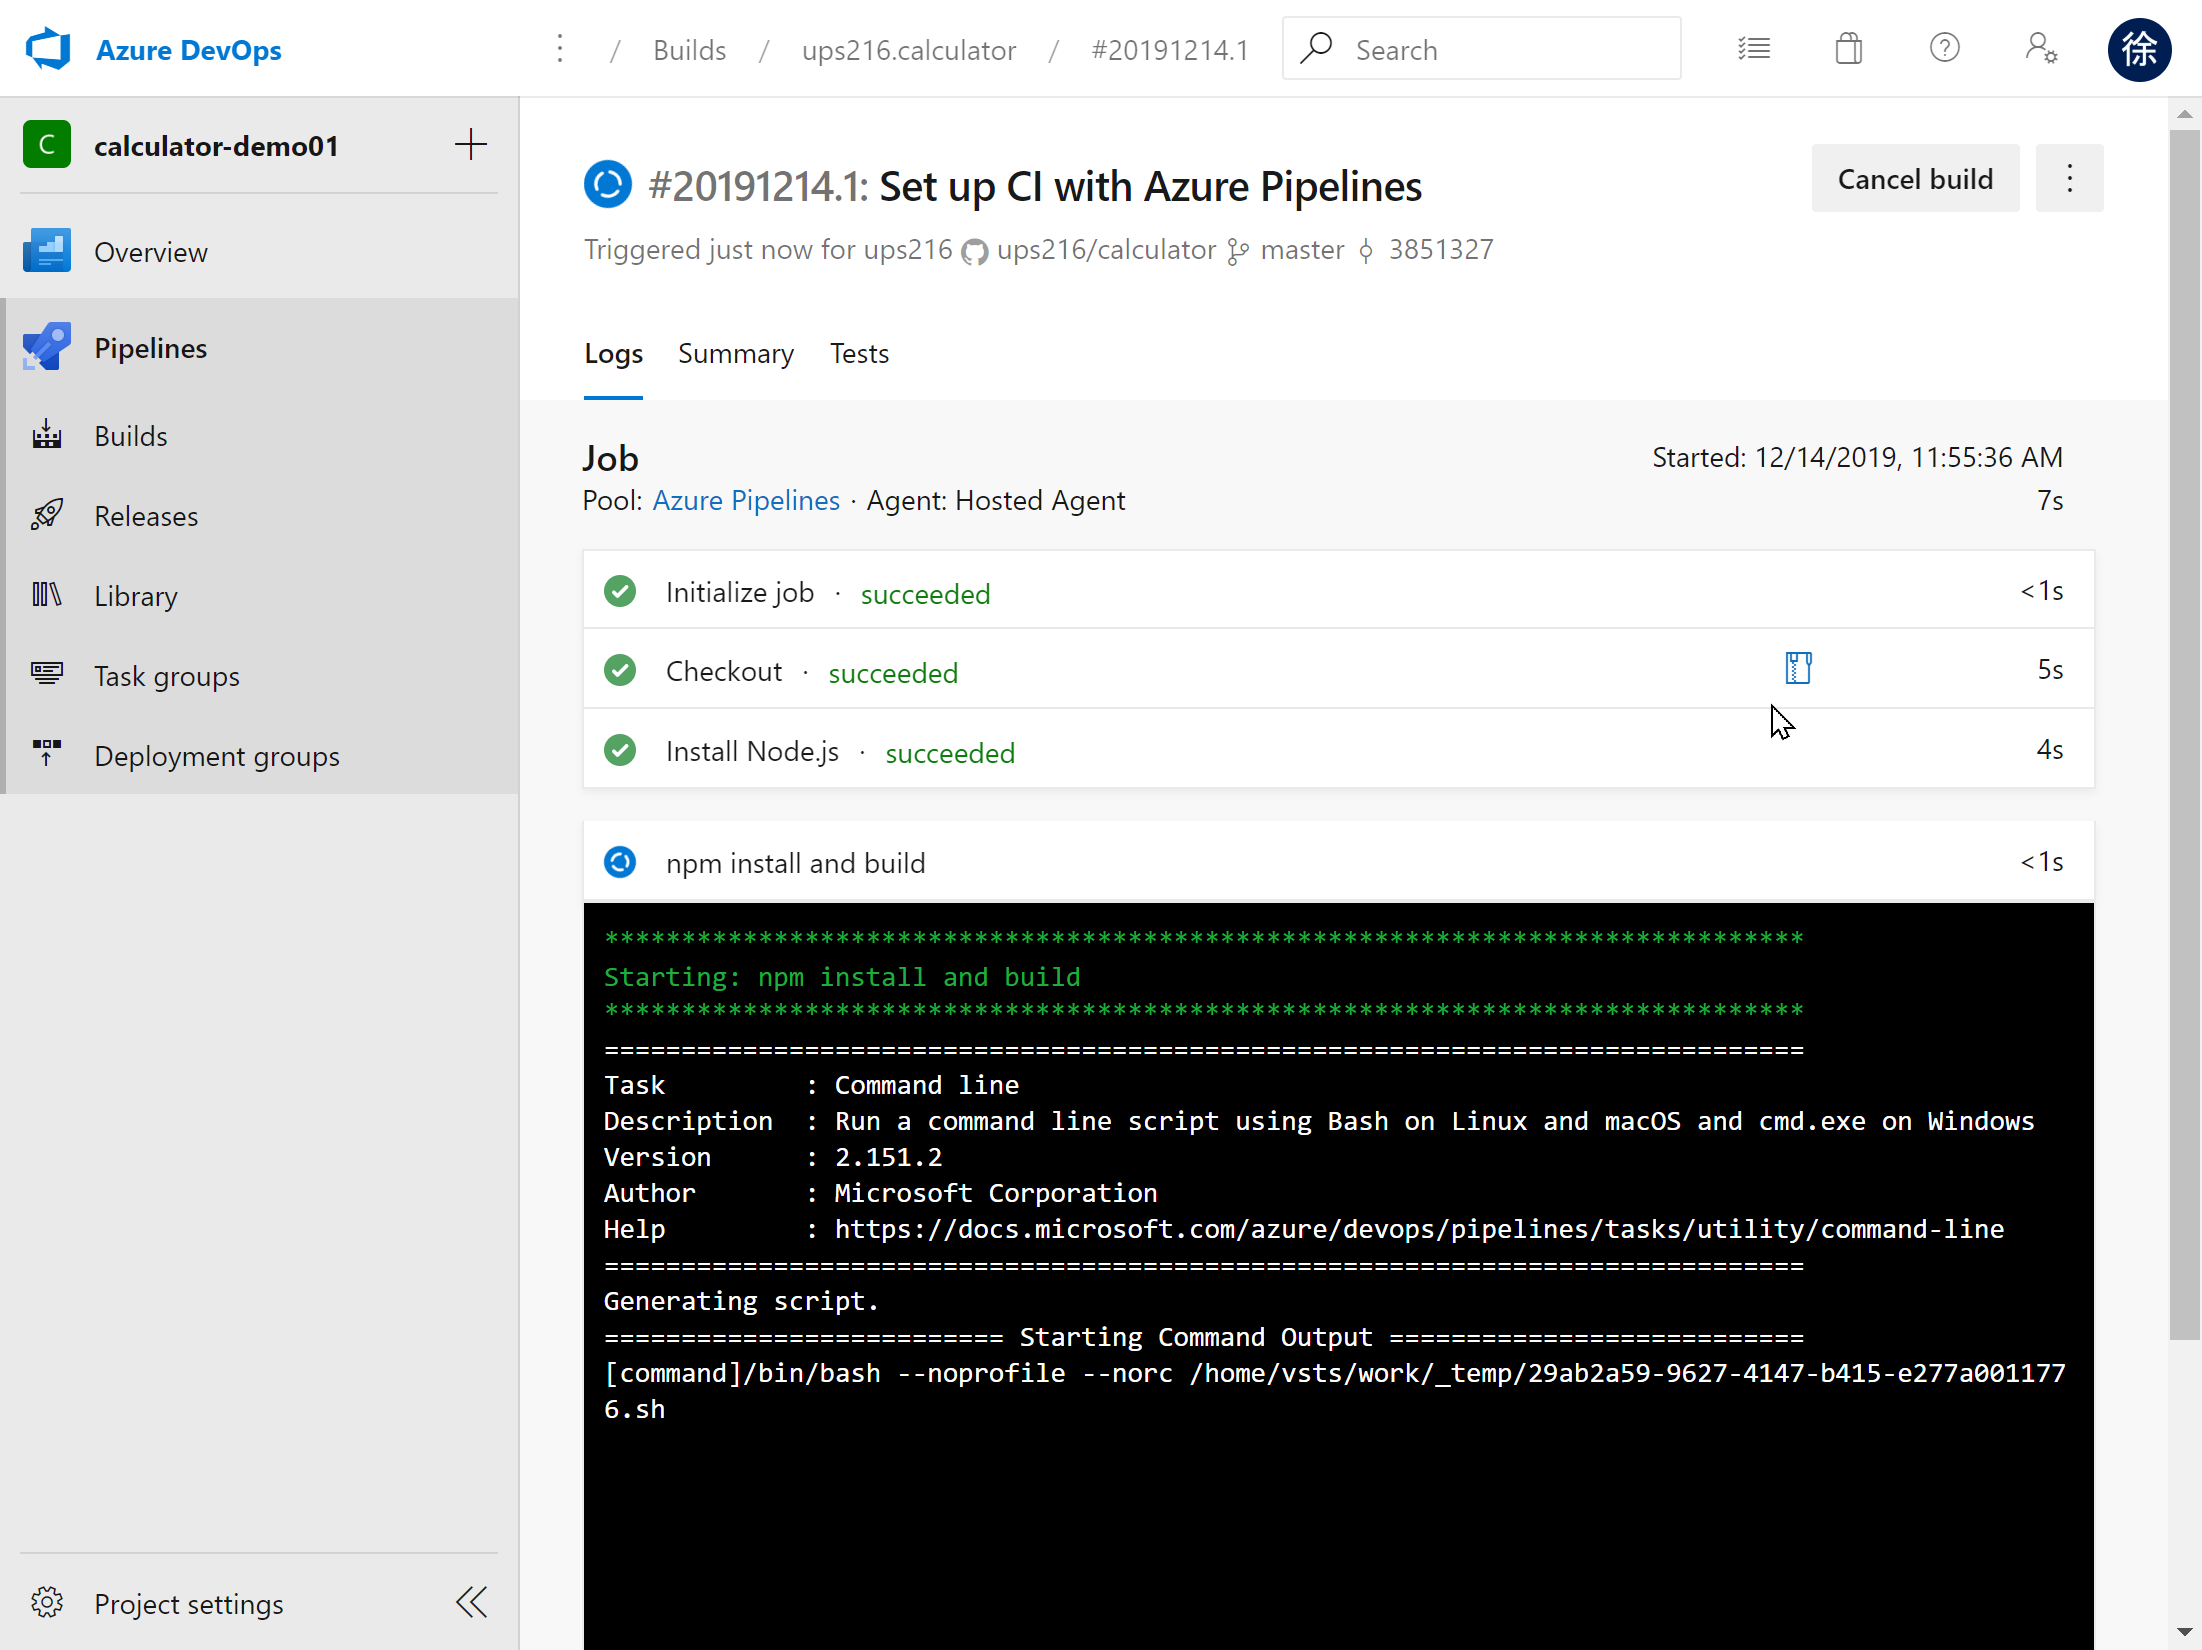 Azure DevOps
/ Builds / ups216.calculator / #20191214.1
Search
徐
C calculator-demo01
Overview
Pipelines
Builds
Releases
Library
Task groups
Deployment groups
Project settings
#20191214.1: Set up CI with Azure Pipelines
Cancel build
Triggered just now for ups216 ups216/calculator master 3851327
Logs Summary Tests
Job
Started: 12/14/2019, 11:55:36 AM
Pool: Azure Pipelines · Agent: Hosted Agent
7s
Initialize job · succeeded <1s
Checkout · succeeded 5s
Install Node.js · succeeded 4s
npm install and build <1s
******************************************************************************
Starting: npm install and build
******************************************************************************
==============================================================================
Task         : Command line
Description  : Run a command line script using Bash on Linux and macOS and cmd.exe on Windows
Version      : 2.151.2
Author       : Microsoft Corporation
Help         : https://docs.microsoft.com/azure/devops/pipelines/tasks/utility/command-line
==============================================================================
Generating script.
========================== Starting Command Output ===========================
[command]/bin/bash --noprofile --norc /home/vsts/work/_temp/29ab2a59-9627-4147-b415-e277a001177
6.sh